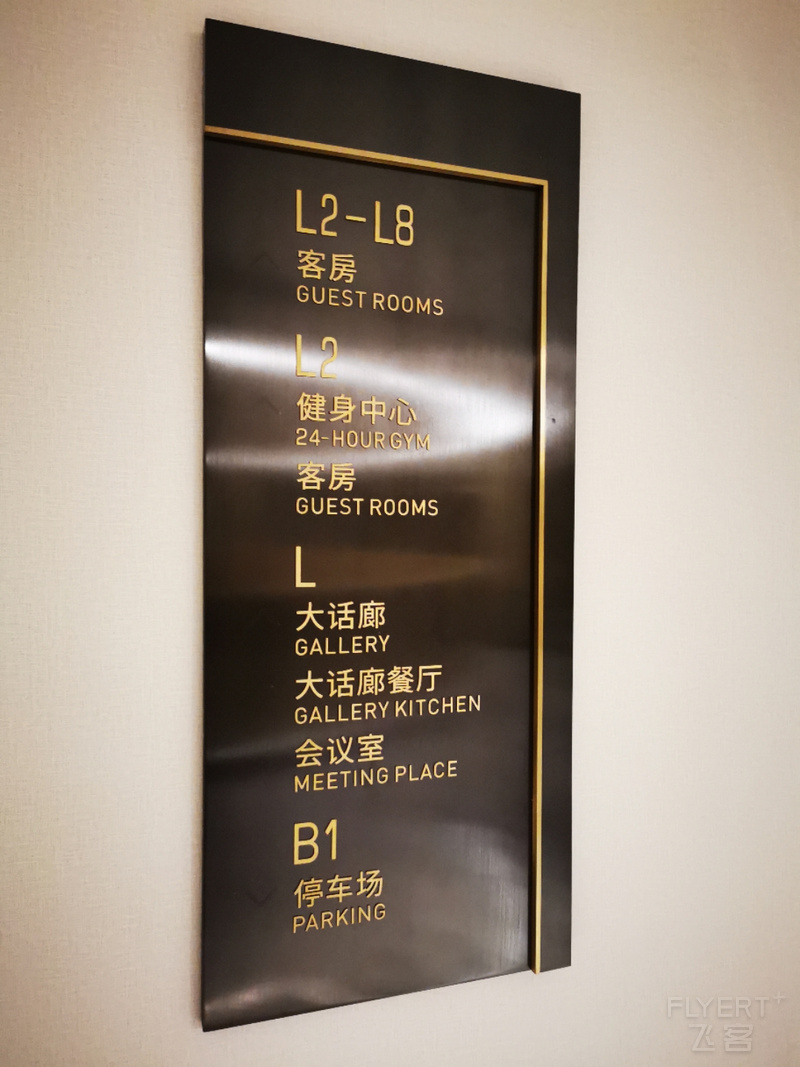 L2-L8
客房
GUEST ROOMS
L2
健身中心
24-HOUR GYM
客房
GUEST ROOMS
L
大话廊
GALLERY
大话廊餐厅
GALLERY KITCHEN
会议室
MEETING PLACE
B1
停车场
PARKING
FLYERT+
飞客